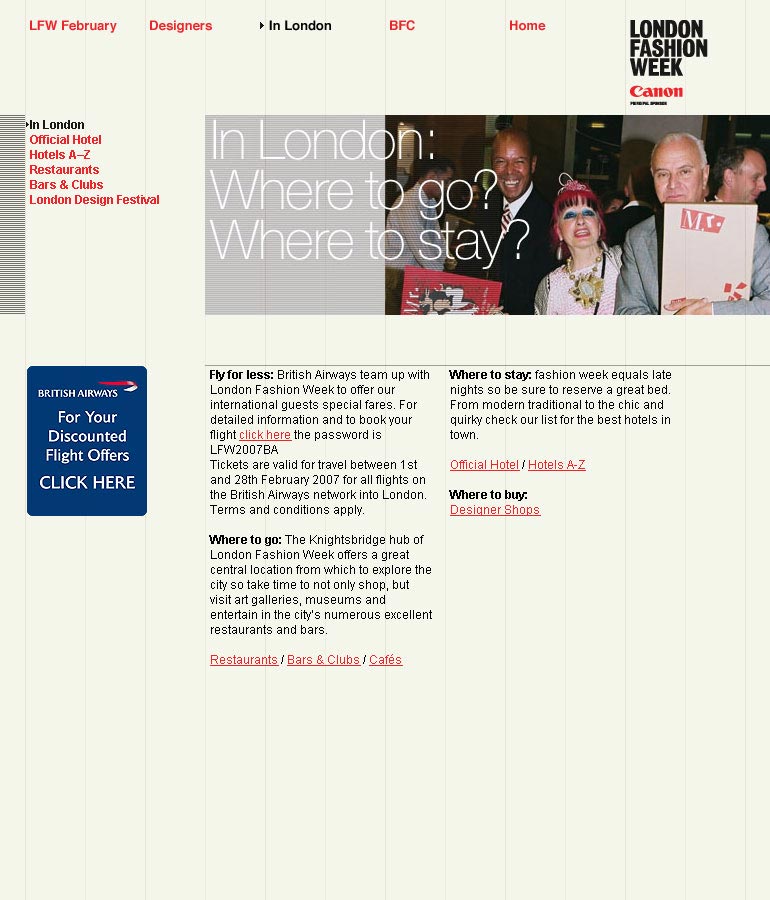 LFW February
Designers
In London
BFC
Home
LONDON
FASHION
WEEK
Canon
PRINCIPAL SPONSOR
In London
Official Hotel
Hotels A–Z
Restaurants
Bars & Clubs
London Design Festival
In London:
Where to go?
Where to stay?
Mr.
Mr.
BRITISH AIRWAYS
For Your
Discounted
Flight Offers
CLICK HERE
Fly for less: British Airways team up with
London Fashion Week to offer our
international guests special fares. For
detailed information and to book your
flight click here the password is
LFW2007BA
Tickets are valid for travel between 1st
and 28th February 2007 for all flights on
the British Airways network into London.
Terms and conditions apply.
Where to go: The Knightsbridge hub of
London Fashion Week offers a great
central location from which to explore the
city so take time to not only shop, but
visit art galleries, museums and
entertain in the city's numerous excellent
restaurants and bars.
Restaurants / Bars & Clubs / Cafés
Where to stay: fashion week equals late
nights so be sure to reserve a great bed.
From modern traditional to the chic and
quirky check our list for the best hotels in
town.
Official Hotel / Hotels A-Z
Where to buy:
Designer Shops